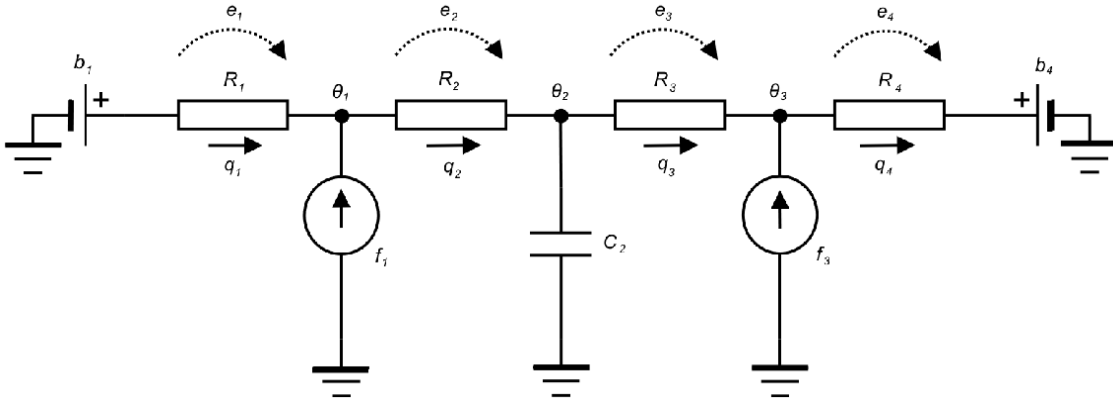 e₁ e₂ e₃ e₄
b₁ + R₁ θ₁ R₂ θ₂ R₃ θ₃ R₄ + b₄
q₁ q₂ q₃ q₄
f₁ C₂ f₃